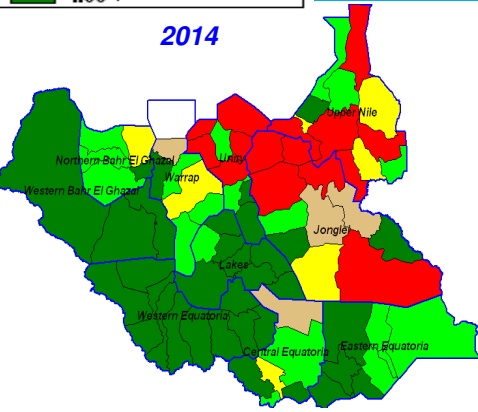 2014
Upper Nile
Northern Bahr El Ghazal
Unity
Warrap
Western Bahr El Ghazal
Jonglei
Lakes
Western Equatoria
Central Equatoria
Eastern Equatoria